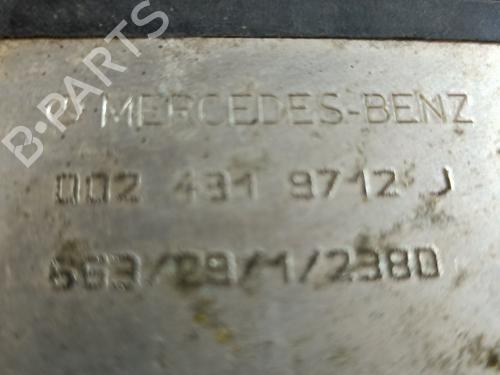 B-PARTS
MERCEDES-BENZ
002 431 9712 J
663/29/1/2380